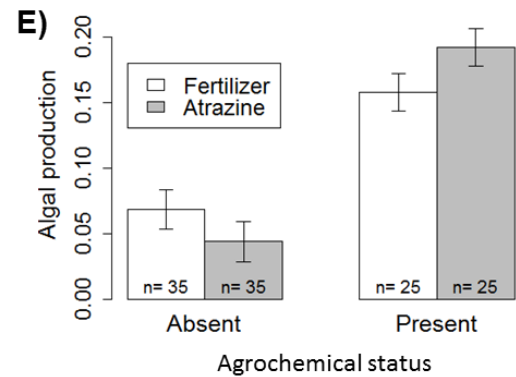 E)
Algal production
0.20
0.15
0.10
0.05
0.00
Fertilizer
Atrazine
n= 35 n= 35 n= 25 n= 25
Absent Present
Agrochemical status